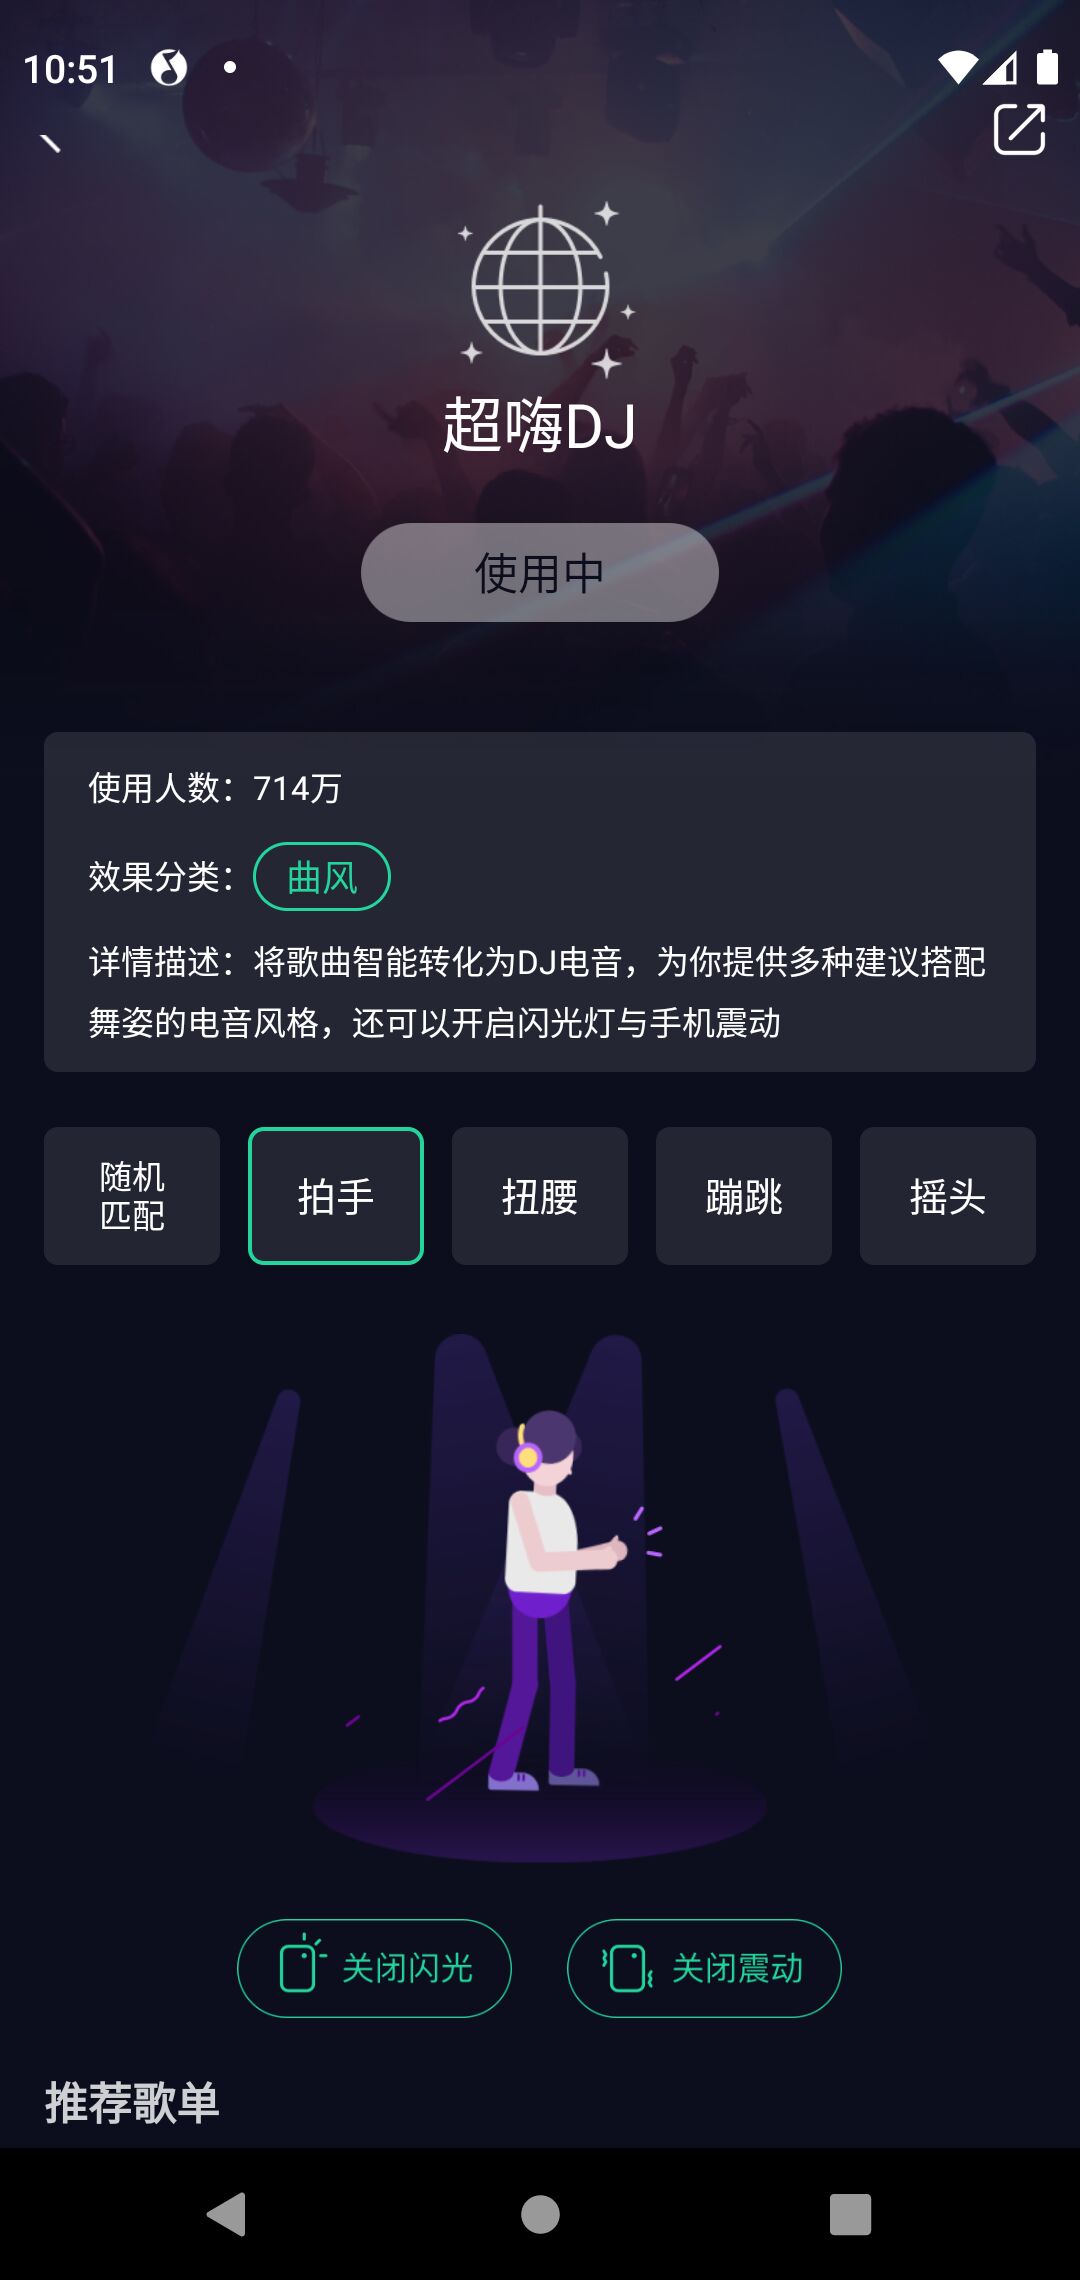 10:51
超嗨DJ
使用中
使用人数：714万
效果分类：曲风
详情描述：将歌曲智能转化为DJ电音，为你提供多种建议搭配
舞姿的电音风格，还可以开启闪光灯与手机震动
随机
匹配
拍手
扭腰
蹦跳
摇头
关闭闪光
关闭震动
推荐歌单